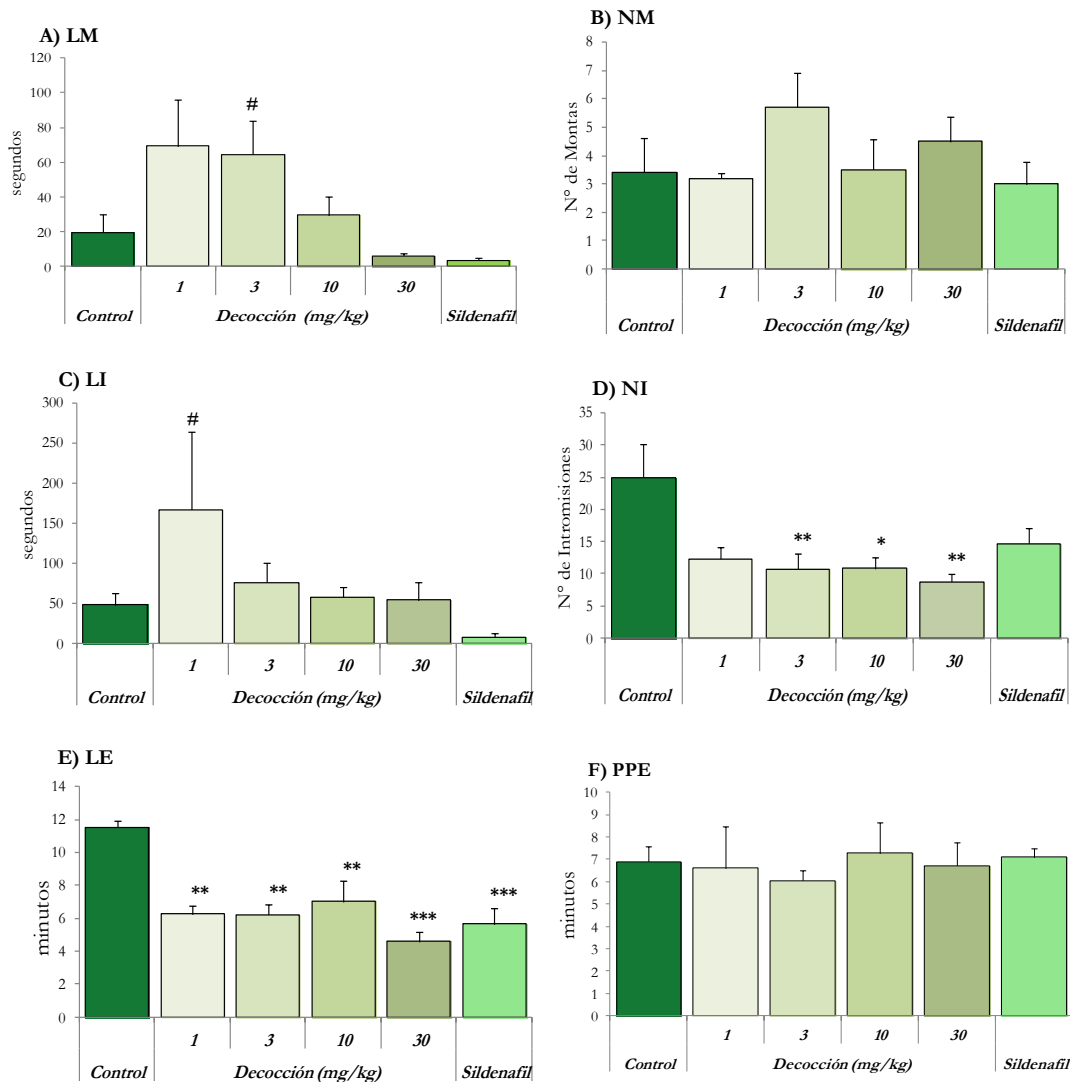 A) LM
segundos
120
100
80
60
40
20
0
#
1 3 10 30
Control Decocción (mg/kg) Sildenafil
B) NM
N° de Montas
8
7
6
5
4
3
2
1
0
1 3 10 30
Control Decocción (mg/kg) Sildenafil
C) LI
segundos
300
250
200
150
100
50
0
#
1 3 10 30
Control Decocción (mg/kg) Sildenafil
D) NI
N° de Intromisiones
35
30
25
20
15
10
5
0
** * **
1 3 10 30
Control Decocción (mg/kg) Sildenafil
E) LE
minutos
14
12
10
8
6
4
2
0
** ** ** *** ***
1 3 10 30
Control Decocción (mg/kg) Sildenafil
F) PPE
minutos
10
9
8
7
6
5
4
3
2
1
0
1 3 10 30
Control Decocción (mg/kg) Sildenafil